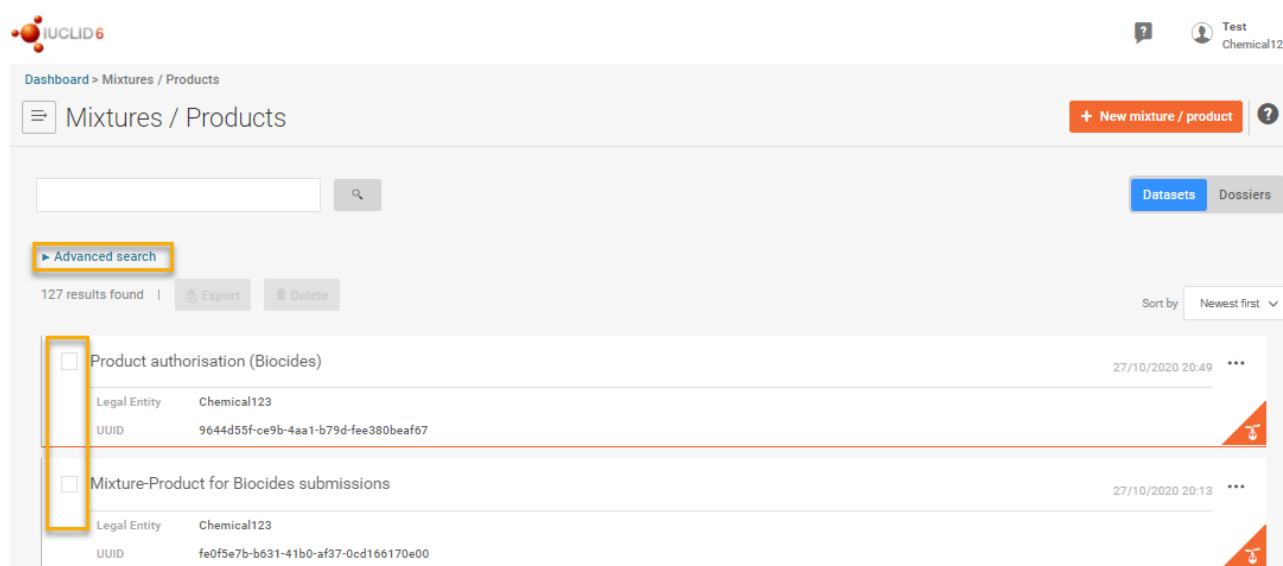 IUCLID 6
?
Test
Chemical12
Dashboard > Mixtures / Products
Mixtures / Products
+ New mixture / product
?
Datasets Dossiers
▸ Advanced search
127 results found | Export Delete
Sort by Newest first
Product authorisation (Biocides)
27/10/2020 20:49 •••
Legal Entity Chemical123
UUID 9644d55f-ce9b-4aa1-b79d-fee380beaf67
Mixture-Product for Biocides submissions
27/10/2020 20:13 •••
Legal Entity Chemical123
UUID fe0f5e7b-b631-41b0-af37-0cd166170e00